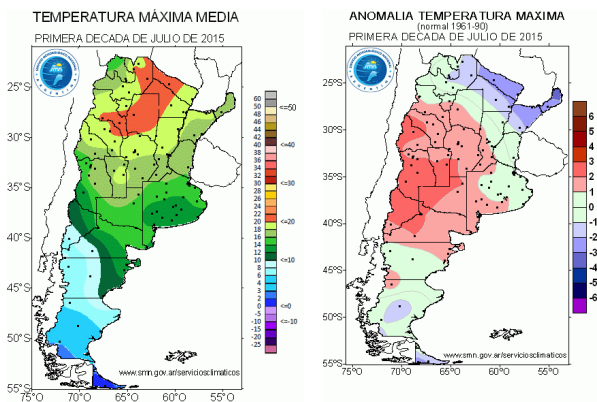 TEMPERATURA MÁXIMA MEDIA
PRIMERA DECADA DE JULIO DE 2015
25°S
30°S
35°S
40°S
45°S
50°S
55°S
75°O 70°O 65°O 60°O 55°O
60
50
48
46
44
42
40
38
36
34
32
30
28
26
24
22
20
18
16
14
12
10
8
6
4
3
2
0
-5
-10
-15
-20
-25
<=50
<=40
<=30
<=20
<=10
<=0
<=-10
www.smn.gov.ar/serviciosclimaticos
ANOMALIA TEMPERATURA MAXIMA
(normal 1961-90)
PRIMERA DECADA DE JULIO DE 2015
25°S
30°S
35°S
40°S
45°S
50°S
55°S
75°O 70°O 65°O 60°O 55°O
6
5
4
3
2
1
0
-1
-2
-3
-4
-5
-6
www.smn.gov.ar/serviciosclimaticos